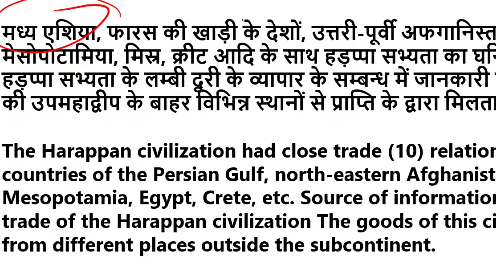 मध्य एशिया, फारस की खाड़ी के देशों, उत्तरी-पूर्वी अफगानिस्त
मेसोपोटामिया, मिस्र, क्रीट आदि के साथ हड़प्पा सभ्यता का घनि
हड़प्पा सभ्यता के लम्बी दूरी के व्यापार के सम्बन्ध में जानकारी
की उपमहाद्वीप के बाहर विभिन्न स्थानों से प्राप्ति के द्वारा मिलता
The Harappan civilization had close trade (10) relation
countries of the Persian Gulf, north-eastern Afghanist
Mesopotamia, Egypt, Crete, etc. Source of information
trade of the Harappan civilization The goods of this ci
from different places outside the subcontinent.